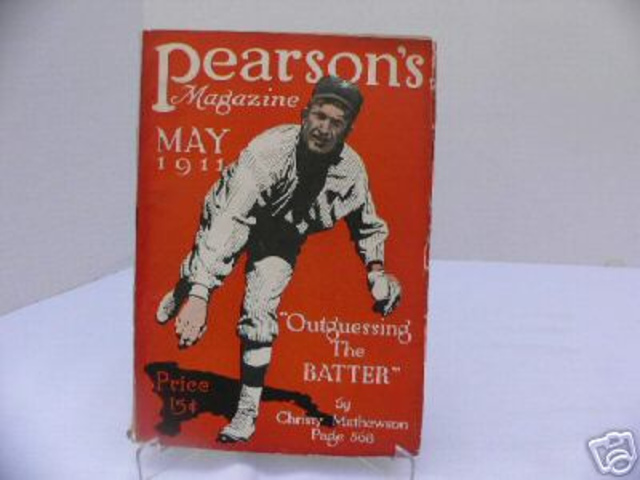 Pearson's
Magazine
MAY
1911
"Outguessing
The
BATTER"
by
Christy Mathewson
Page 568
Price
15¢